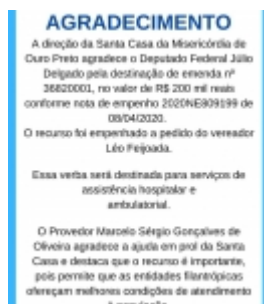 AGRADECIMENTO
A direção da Santa Casa da Misericórdia de
Ouro Preto agradece o Deputado Federal Júlio
Delgado pela destinação de emenda nº
36820001, no valor de R$ 200 mil reais
conforme nota de empenho 2020NE809199 de
08/04/2020.
O recurso foi empenhado a pedido do vereador
Léo Feijoada.
Essa verba será destinada para serviços de
assistência hospitalar e
ambulatorial.
O Provedor Marcelo Sérgio Gonçalves de
Oliveira agradece a ajuda em prol da Santa
Casa e destaca que o recurso é importante,
pois permite que as entidades filantrópicas
ofereçam melhores condições de atendimento